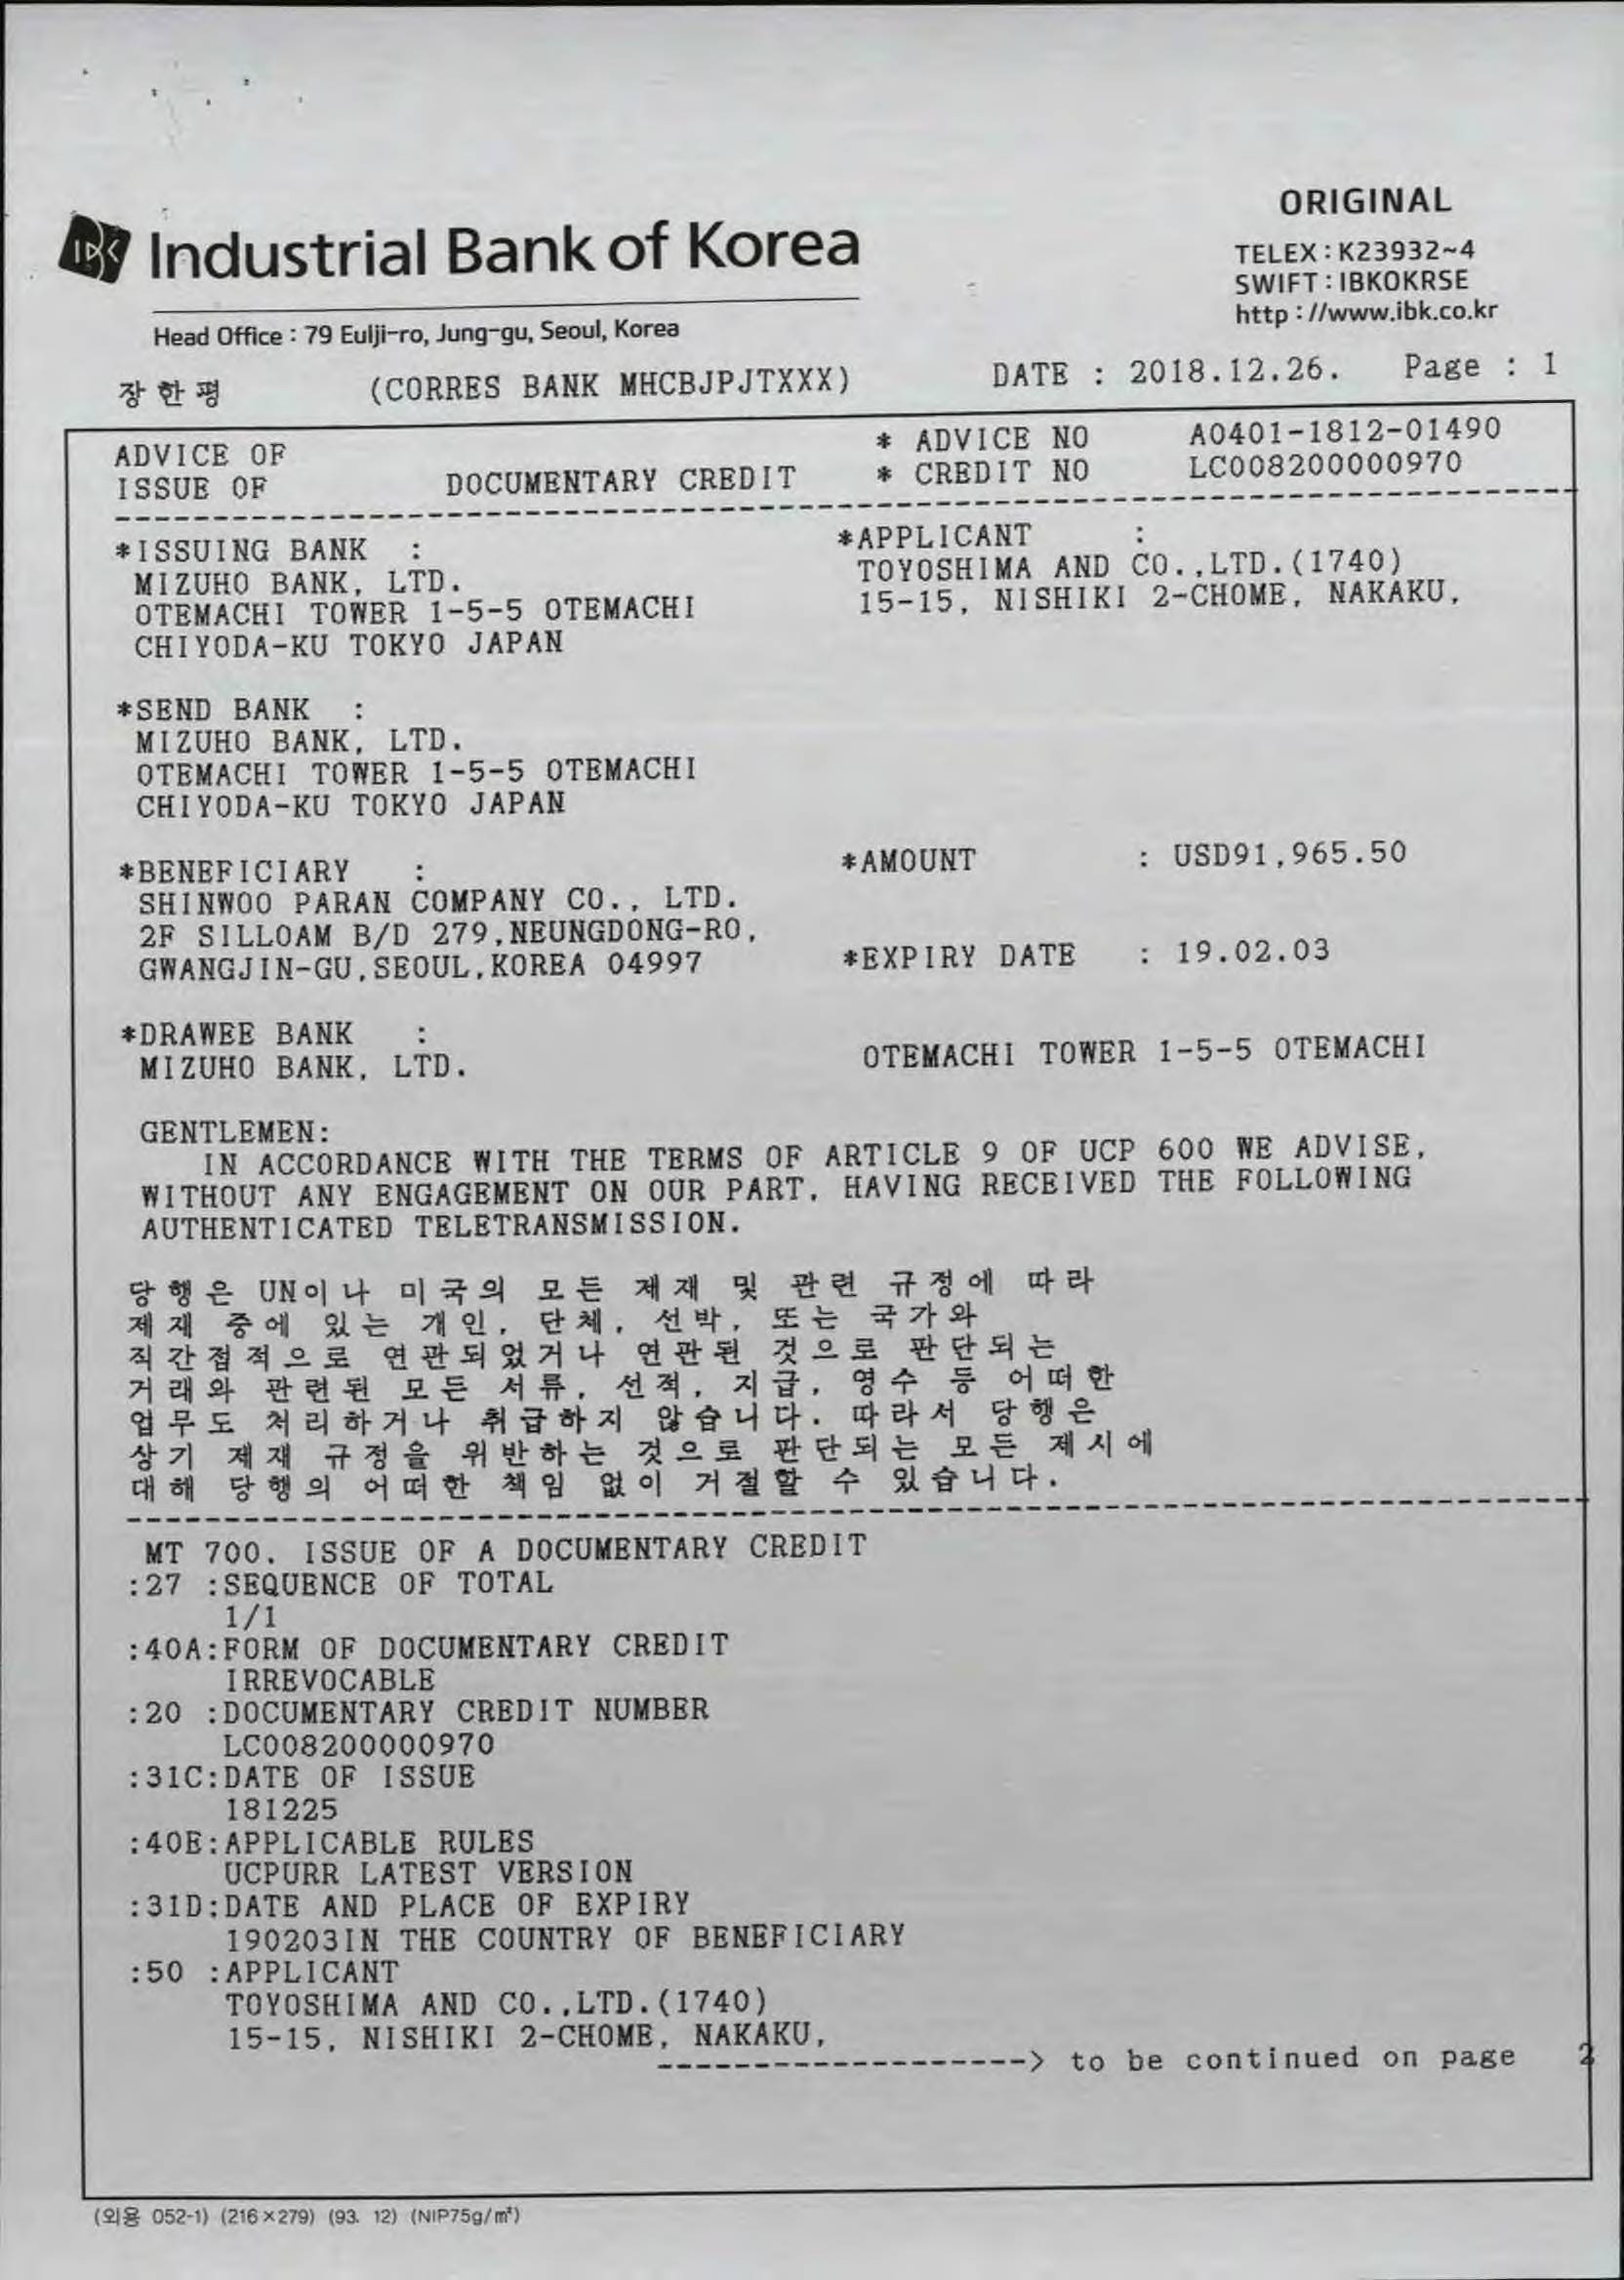 ORIGINAL
IBK Industrial Bank of Korea
TELEX : K23932~4
SWIFT : IBKOKRSE
http : //www.ibk.co.kr
Head Office : 79 Eulji-ro, Jung-gu, Seoul, Korea
장한평 (CORRES BANK MHCBJPJTXXX) DATE : 2018.12.26. Page : 1
ADVICE OF * ADVICE NO A0401-1812-01490
ISSUE OF DOCUMENTARY CREDIT * CREDIT NO LC008200000970
*ISSUING BANK :
MIZUHO BANK, LTD.
OTEMACHI TOWER 1-5-5 OTEMACHI
CHIYODA-KU TOKYO JAPAN
*APPLICANT :
TOYOSHIMA AND CO.,LTD.(1740)
15-15, NISHIKI 2-CHOME, NAKAKU,
*SEND BANK :
MIZUHO BANK, LTD.
OTEMACHI TOWER 1-5-5 OTEMACHI
CHIYODA-KU TOKYO JAPAN
*BENEFICIARY :
SHINWOO PARAN COMPANY CO., LTD.
2F SILLOAM B/D 279,NEUNGDONG-RO,
GWANGJIN-GU,SEOUL,KOREA 04997
*AMOUNT : USD91,965.50
*EXPIRY DATE : 19.02.03
*DRAWEE BANK :
MIZUHO BANK, LTD. OTEMACHI TOWER 1-5-5 OTEMACHI
GENTLEMEN:
IN ACCORDANCE WITH THE TERMS OF ARTICLE 9 OF UCP 600 WE ADVISE,
WITHOUT ANY ENGAGEMENT ON OUR PART, HAVING RECEIVED THE FOLLOWING
AUTHENTICATED TELETRANSMISSION.
당행은 UN이나 미국의 모든 제재 및 관련 규정에 따라
제재 중에 있는 개인, 단체, 선박, 또는 국가와
직간접적으로 연관되었거나 연관된 것으로 판단되는
거래와 관련된 모든 서류, 선적, 지급, 영수 등 어떠한
업무도 처리하거나 취급하지 않습니다. 따라서 당행은
상기 제재 규정을 위반하는 것으로 판단되는 모든 제시에
대해 당행의 어떠한 책임 없이 거절할 수 있습니다.
MT 700. ISSUE OF A DOCUMENTARY CREDIT
:27 :SEQUENCE OF TOTAL
1/1
:40A:FORM OF DOCUMENTARY CREDIT
IRREVOCABLE
:20 :DOCUMENTARY CREDIT NUMBER
LC008200000970
:31C:DATE OF ISSUE
181225
:40E:APPLICABLE RULES
UCPURR LATEST VERSION
:31D:DATE AND PLACE OF EXPIRY
190203IN THE COUNTRY OF BENEFICIARY
:50 :APPLICANT
TOYOSHIMA AND CO.,LTD.(1740)
15-15, NISHIKI 2-CHOME, NAKAKU,
-------------------> to be continued on page 2
(외용 052-1) (216×279) (93. 12) (NIP75g/㎡)